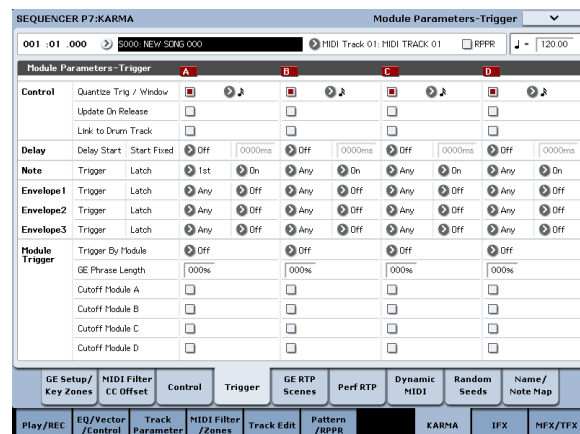 SEQUENCER P7:KARMA Module Parameters-Trigger
001 :01 .000 S000: NEW SONG 000 MIDI Track 01: MIDI TRACK 01 RPPR ♩ = 120.00
Module Parameters-Trigger A B C D
Control Quantize Trig / Window
Update On Release
Link to Drum Track
Delay Delay Start Start Fixed Off 0000ms Off 0000ms Off 0000ms Off 0000ms
Note Trigger Latch 1st On Any On Any On Any On
Envelope1 Trigger Latch Any Off Any Off Any Off Any Off
Envelope2 Trigger Latch Any Off Any Off Any Off Any Off
Envelope3 Trigger Latch Any Off Any Off Any Off Any Off
Module Trigger By Module Off Off Off Off
Trigger
GE Phrase Length 000% 000% 000% 000%
Cutoff Module A
Cutoff Module B
Cutoff Module C
Cutoff Module D
GE Setup/ MIDI Filter Control Trigger GE RTP Perf RTP Dynamic Random Name/
Key Zones CC Offset Scenes MIDI Seeds Note Map
Play/REC EQ/Vector Track MIDI Filter Track Edit Pattern KARMA IFX MFX/TFX
/Control Parameter /Zones /RPPR